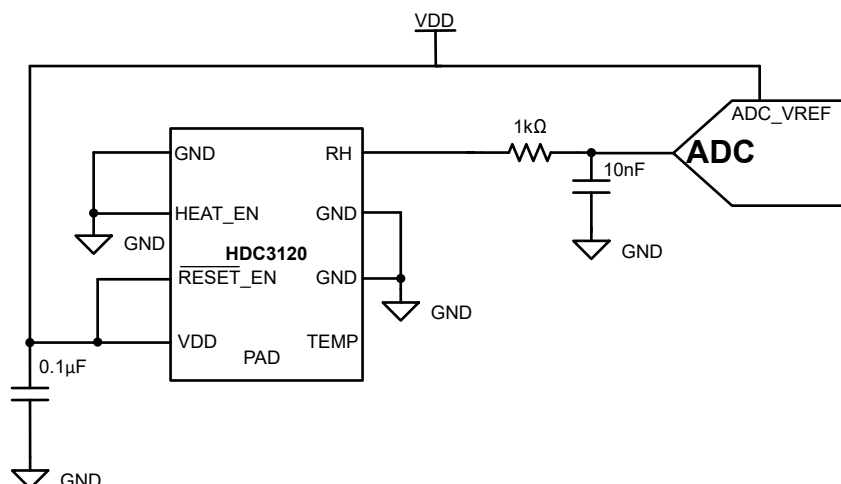 VDD
ADC_VREF
1kΩ
GND RH
ADC
10nF
HEAT_EN GND
GND
GND
HDC3120
RESET_EN GND
GND
VDD TEMP
PAD
0.1µF
GND